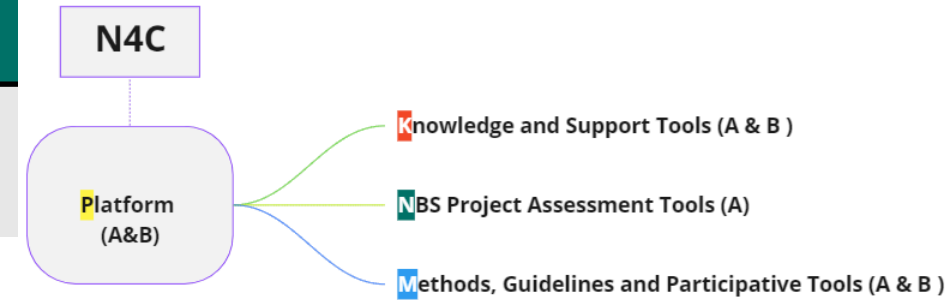 N4C
Platform
(A&B)
Knowledge and Support Tools (A & B )
NBS Project Assessment Tools (A)
Methods, Guidelines and Participative Tools (A & B )